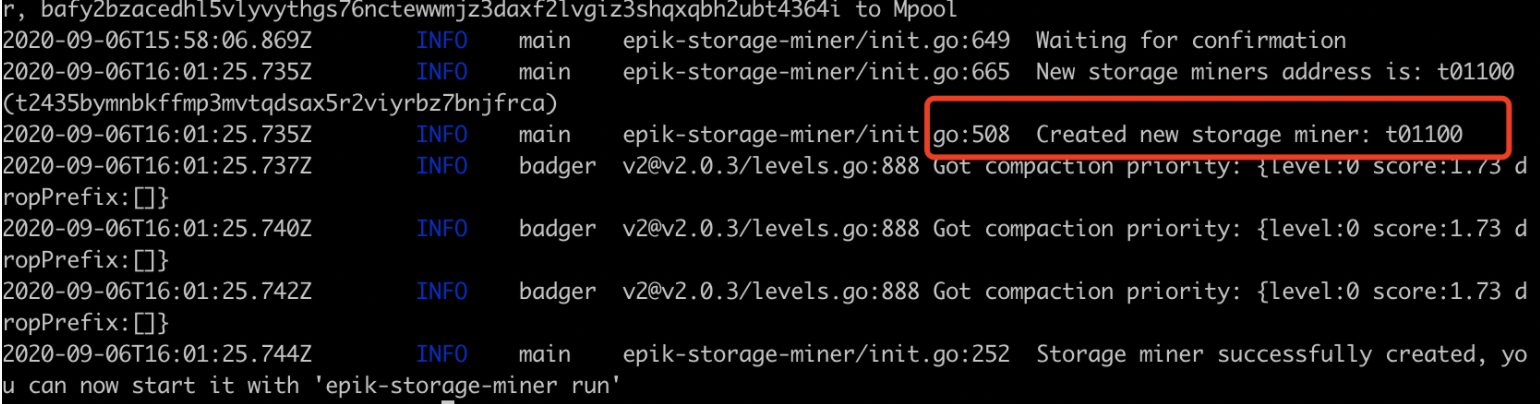 r, bafy2bzacedhl5vlyvythgs76nctewwmjz3daxf2lvgiz3shqxqbh2ubt4364i to Mpool
2020-09-06T15:58:06.869Z INFO main epik-storage-miner/init.go:649 Waiting for confirmation
2020-09-06T16:01:25.735Z INFO main epik-storage-miner/init.go:665 New storage miners address is: t01100
(t2435bymnbkffmp3mvtqdsax5r2viyrbz7bnjfrca)
2020-09-06T16:01:25.735Z INFO main epik-storage-miner/init.go:508 Created new storage miner: t01100
2020-09-06T16:01:25.737Z INFO badger v2@v2.0.3/levels.go:888 Got compaction priority: {level:0 score:1.73 d
ropPrefix:[]}
2020-09-06T16:01:25.740Z INFO badger v2@v2.0.3/levels.go:888 Got compaction priority: {level:0 score:1.73 d
ropPrefix:[]}
2020-09-06T16:01:25.742Z INFO badger v2@v2.0.3/levels.go:888 Got compaction priority: {level:0 score:1.73 d
ropPrefix:[]}
2020-09-06T16:01:25.744Z INFO main epik-storage-miner/init.go:252 Storage miner successfully created, yo
u can now start it with 'epik-storage-miner run'